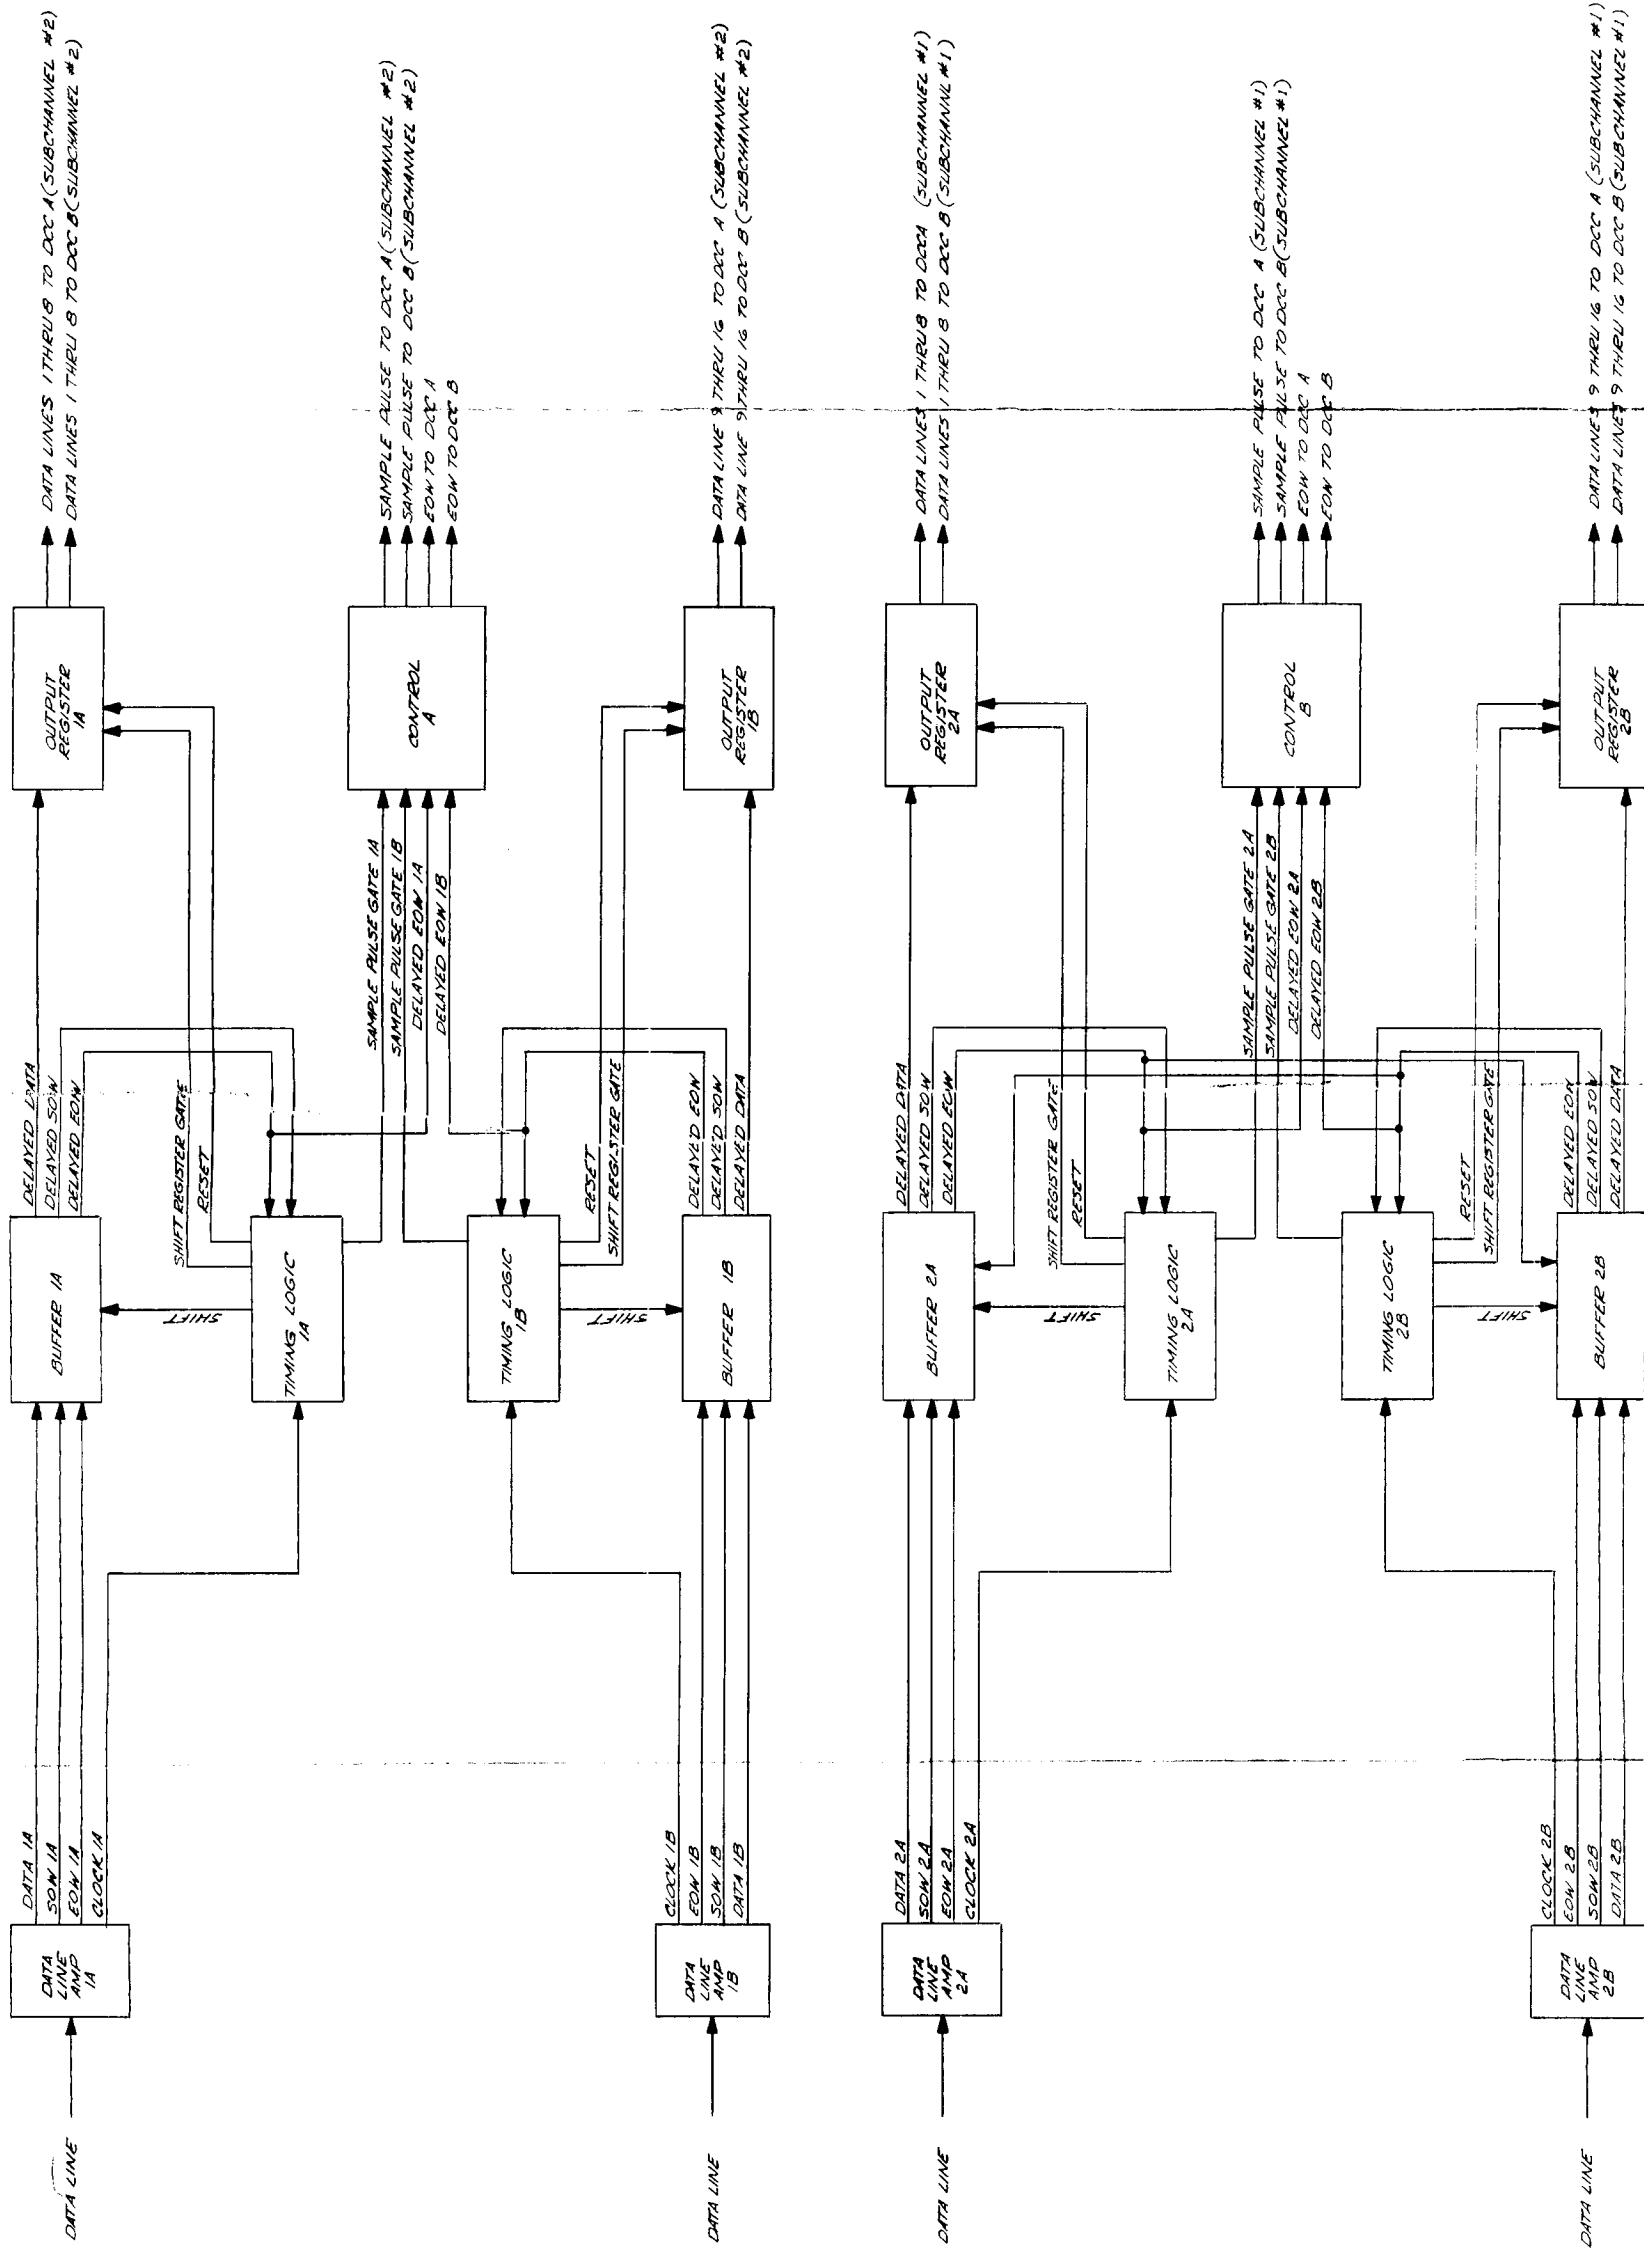 DATA LINE
DATA
LINE
AMP
1A
DATA 1A
SOW 1A
EOW 1A
CLOCK 1A
BUFFER 1A
SHIFT
TIMING LOGIC
1A
DELAYED DATA
DELAYED SOW
DELAYED EOW
SHIFT REGISTER GATE
RESET
OUTPUT
REGISTER
1A
DATA LINES 1 THRU 8 TO DCC A (SUBCHANNEL #2)
DATA LINES 1 THRU 8 TO DCC B (SUBCHANNEL #2)
SAMPLE PULSE GATE 1A
SAMPLE PULSE GATE 1B
DELAYED EOW 1A
DELAYED EOW 1B
CONTROL
A
SAMPLE PULSE TO DCC A (SUBCHANNEL #2)
SAMPLE PULSE TO DCC B (SUBCHANNEL #2)
EOW TO DCC A
EOW TO DCC B
DATA LINE
DATA
LINE
AMP
1B
CLOCK 1B
EOW 1B
SOW 1B
DATA 1B
TIMING LOGIC
1B
SHIFT
BUFFER 1B
RESET
SHIFT REGISTER GATE
DELAYED EOW
DELAYED SOW
DELAYED DATA
OUTPUT
REGISTER
1B
DATA LINE 9 THRU 16 TO DCC A (SUBCHANNEL #2)
DATA LINE 9 THRU 16 TO DCC B (SUBCHANNEL #2)
DATA LINE
DATA
LINE
AMP
2A
DATA 2A
SOW 2A
EOW 2A
CLOCK 2A
BUFFER 2A
SHIFT
TIMING LOGIC
2A
DELAYED DATA
DELAYED SOW
DELAYED EOW
SHIFT REGISTER GATE
RESET
OUTPUT
REGISTER
2A
DATA LINES 1 THRU 8 TO DCCA (SUBCHANNEL #1)
DATA LINES 1 THRU 8 TO DCC B (SUBCHANNL #1)
SAMPLE PULSE GATE 2A
SAMPLE PULSE GATE 2B
DELAYED EOW 2A
DELAYED EOW 2B
CONTROL
B
SAMPLE PULSE TO DCC A (SUBCHANNEL #1)
SAMPLE PULSE TO DCC B (SUBCHANNEL #1)
EOW TO DCC A
EOW TO DCC B
DATA LINE
DATA
LINE
AMP
2B
CLOCK 2B
EOW 2B
SOW 2B
DATA 2B
TIMING LOGIC
2B
SHIFT
BUFFER 2B
RESET
SHIFT REGISTER GATE
DELAYED EOW
DELAYED SOW
DELAYED DATA
OUTPUT
REGISTER
2B
DATA LINES 9 THRU 16 TO DCC A (SUBCHANNEL #1)
DATA LINES 9 THRU 16 TO DCC B (SUBCHANNEL #1)